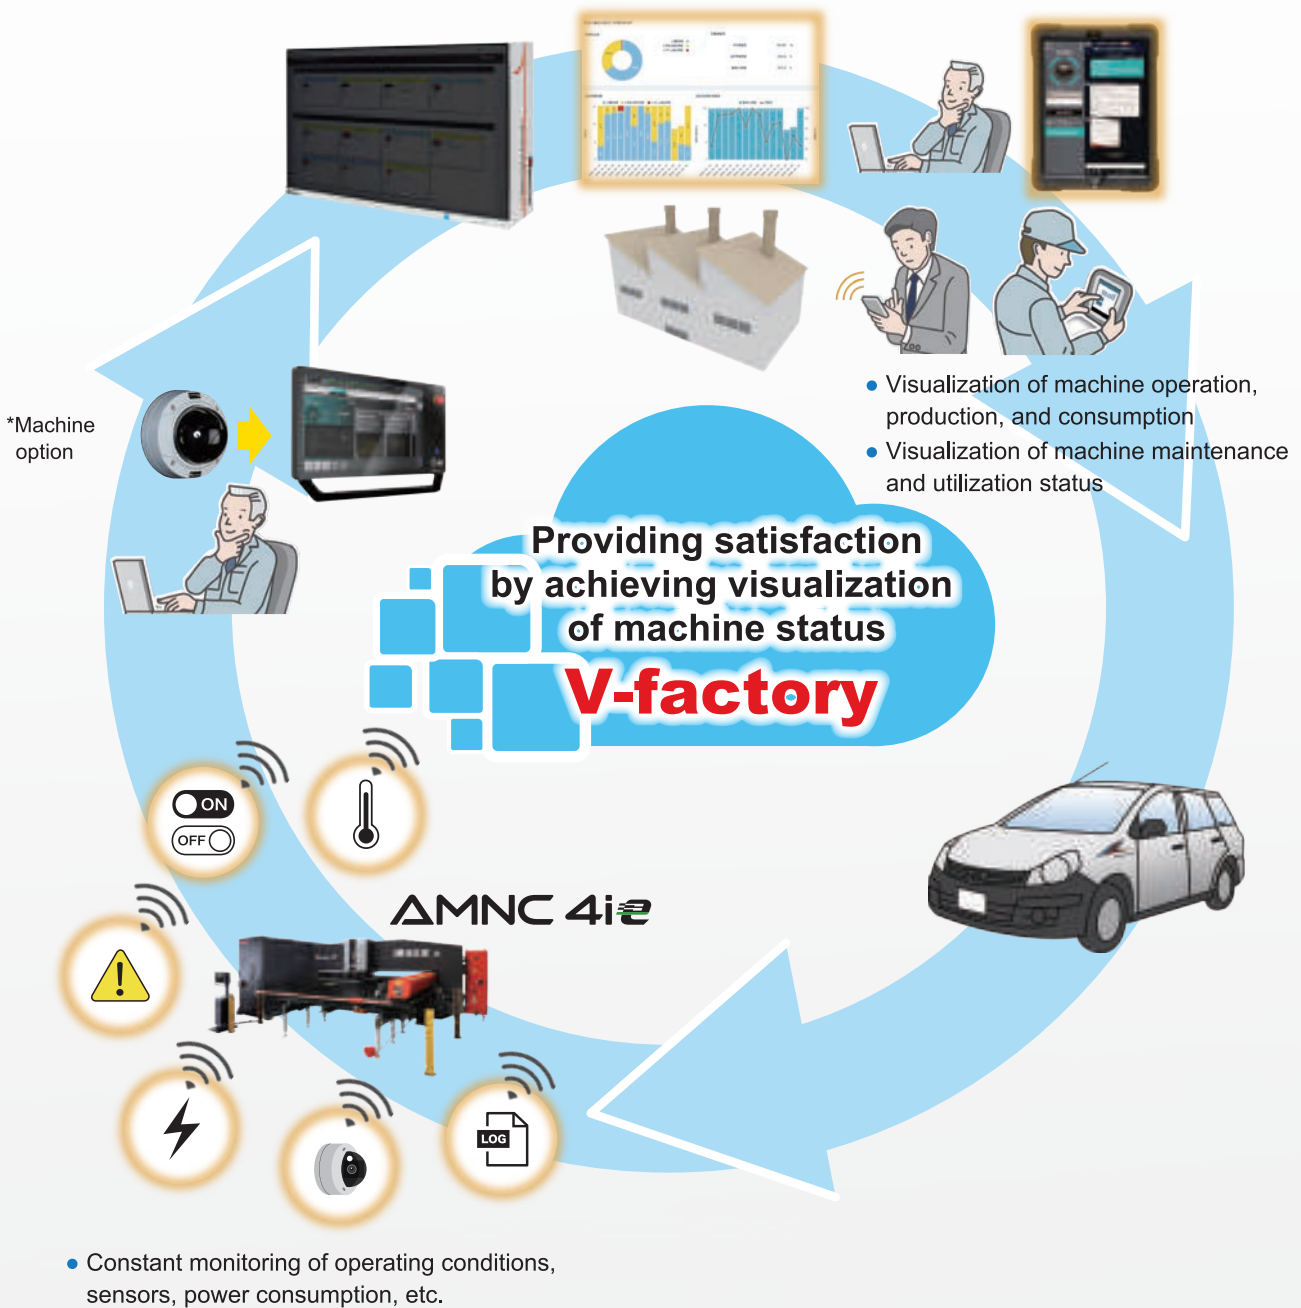 *Machine
option
● Visualization of machine operation,
production, and consumption
● Visualization of machine maintenance
and utilization status
Providing satisfaction
by achieving visualization
of machine status
V-factory
ON
OFF
AMNC 4ie
LOG
● Constant monitoring of operating conditions,
sensors, power consumption, etc.